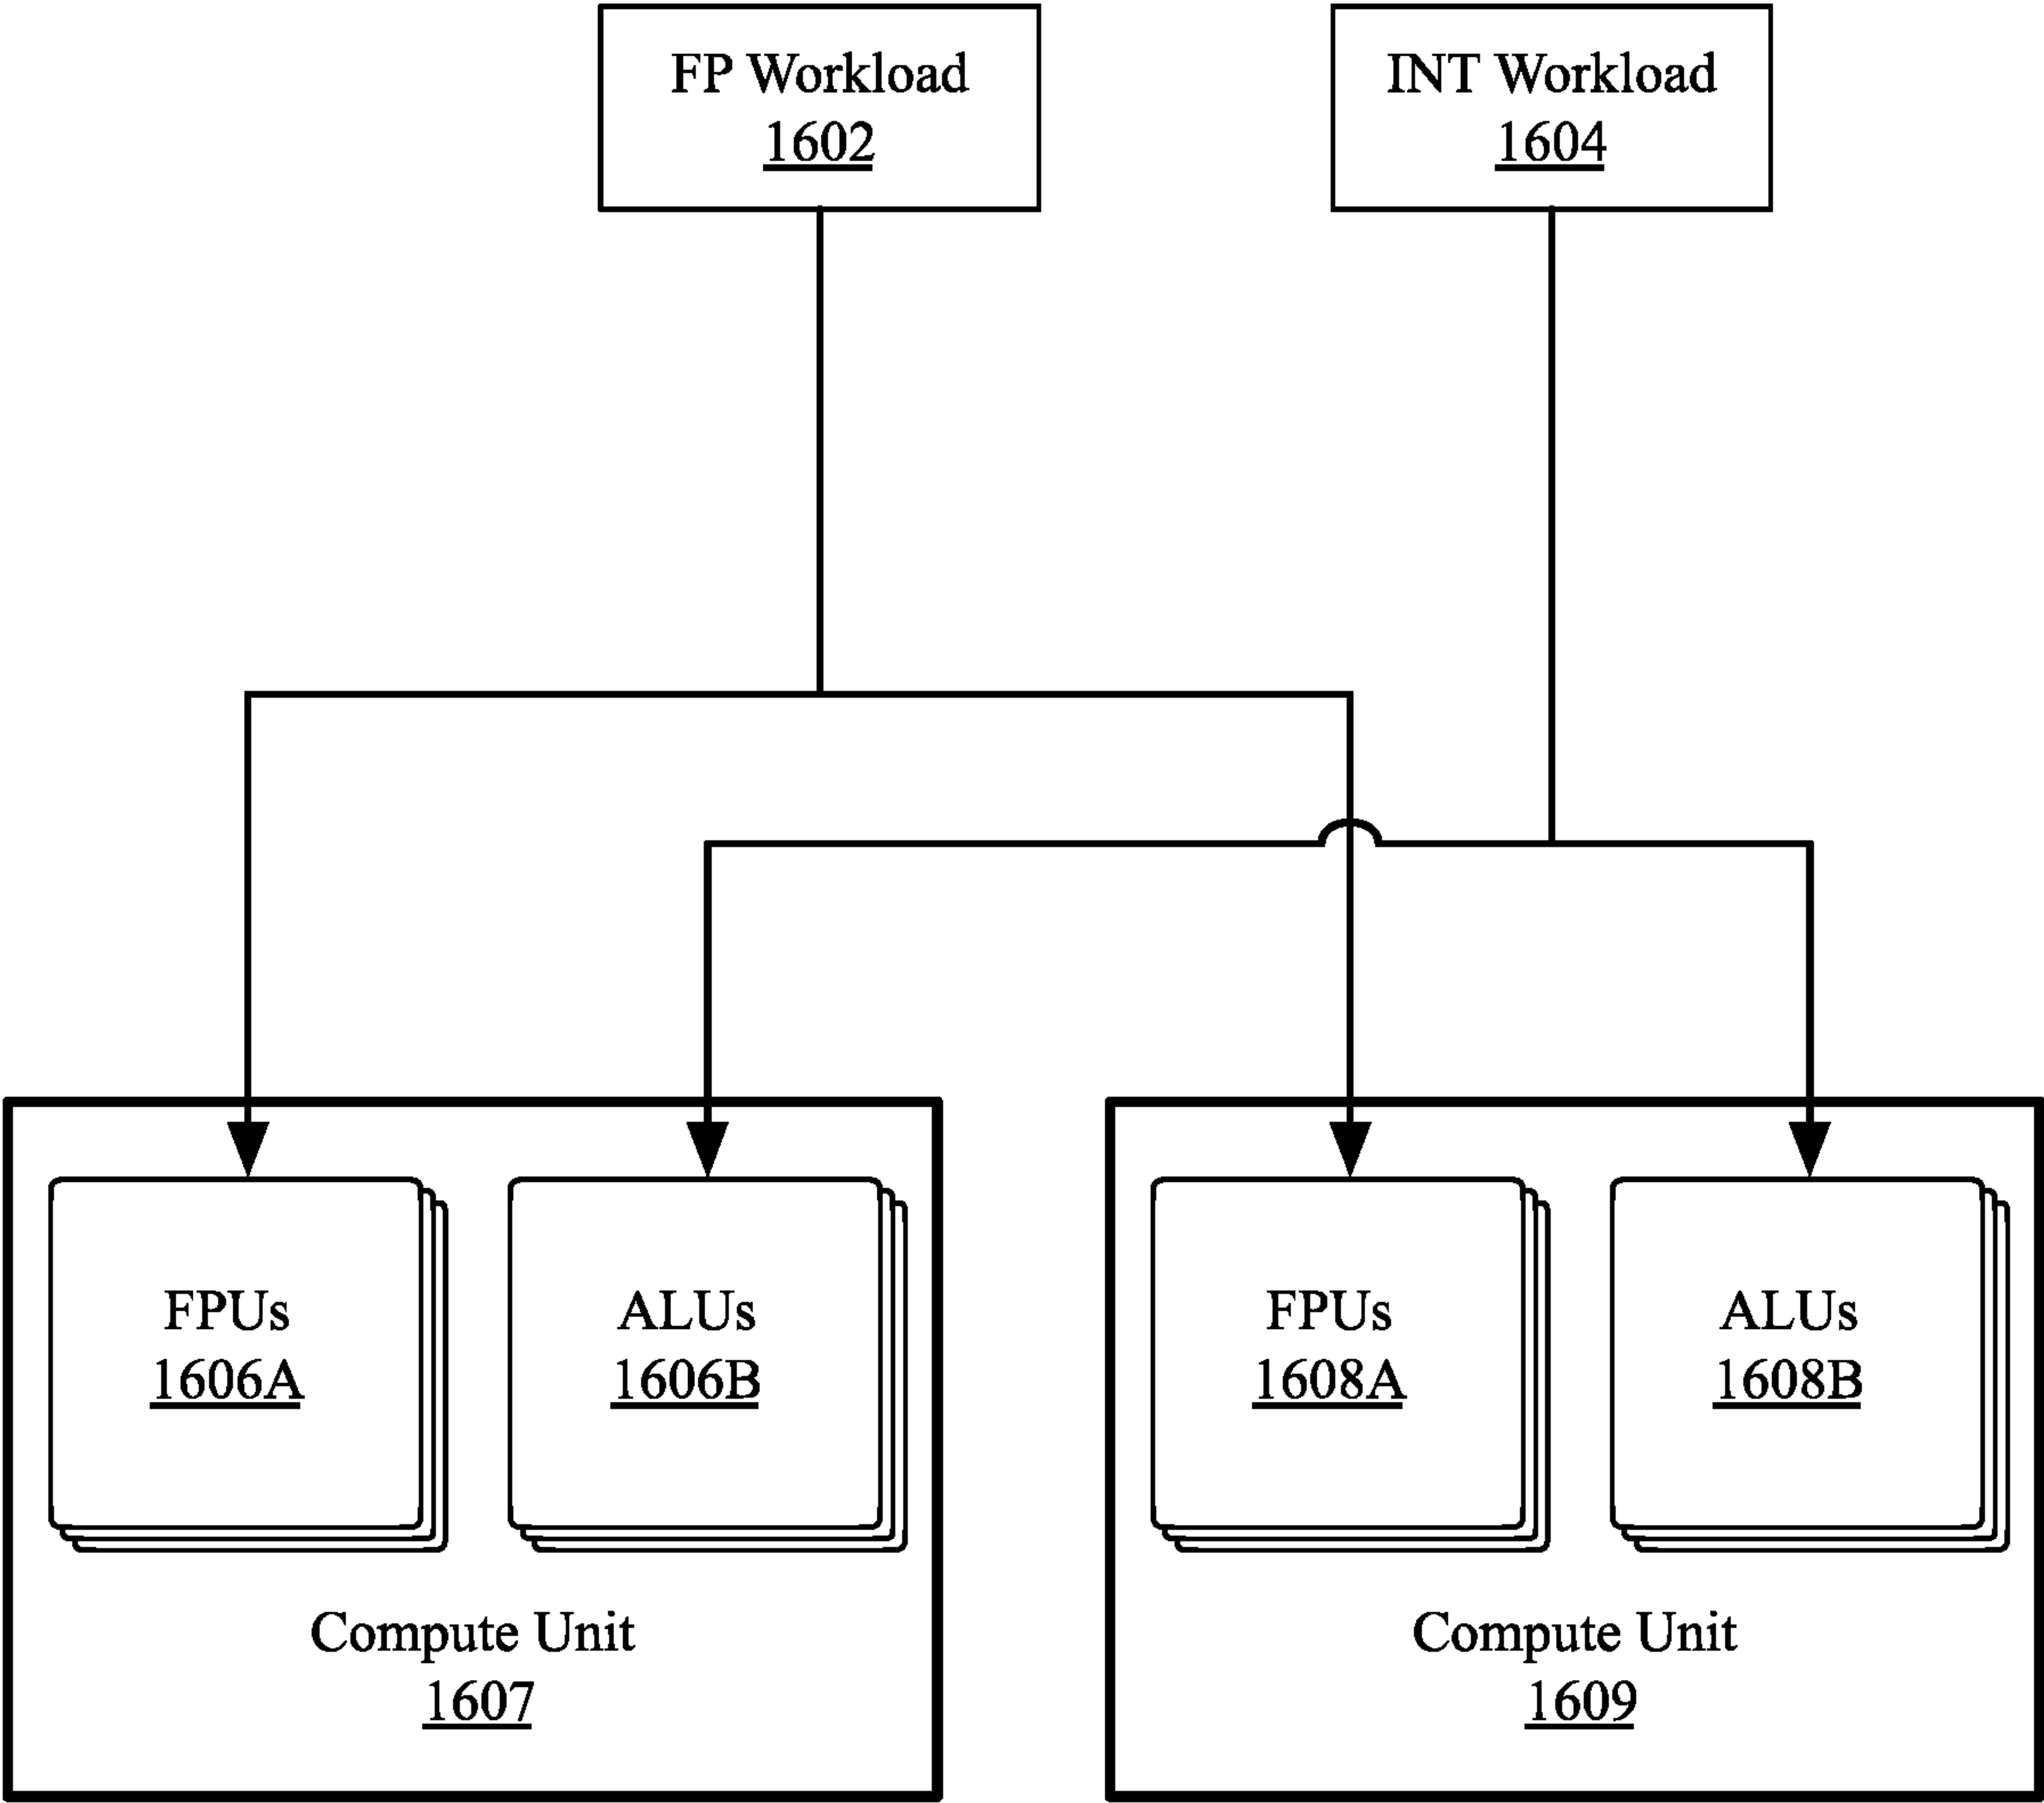 FP Workload
1602
INT Workload
1604
FPUs
1606A
ALUs
1606B
Compute Unit
1607
FPUs
1608A
ALUs
1608B
Compute Unit
1609